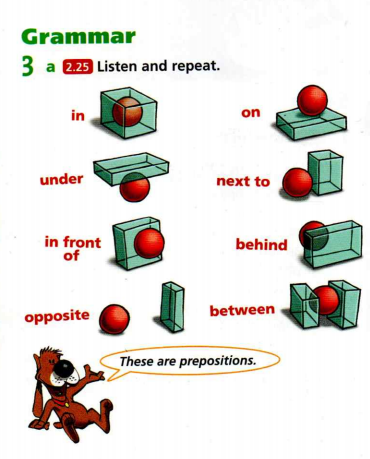 Grammar
3 a 2.25 Listen and repeat.
in
on
under
next to
in front
of
behind
opposite
between
These are prepositions.